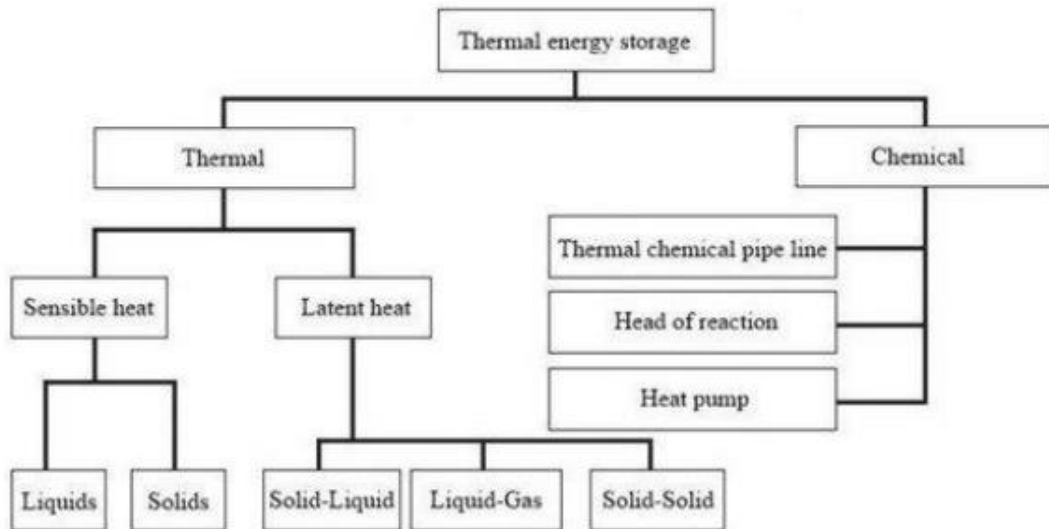 Thermal energy storage
Thermal
Chemical
Thermal chemical pipe line
Sensible heat
Latent heat
Head of reaction
Heat pump
Liquids
Solids
Solid-Liquid
Liquid-Gas
Solid-Solid